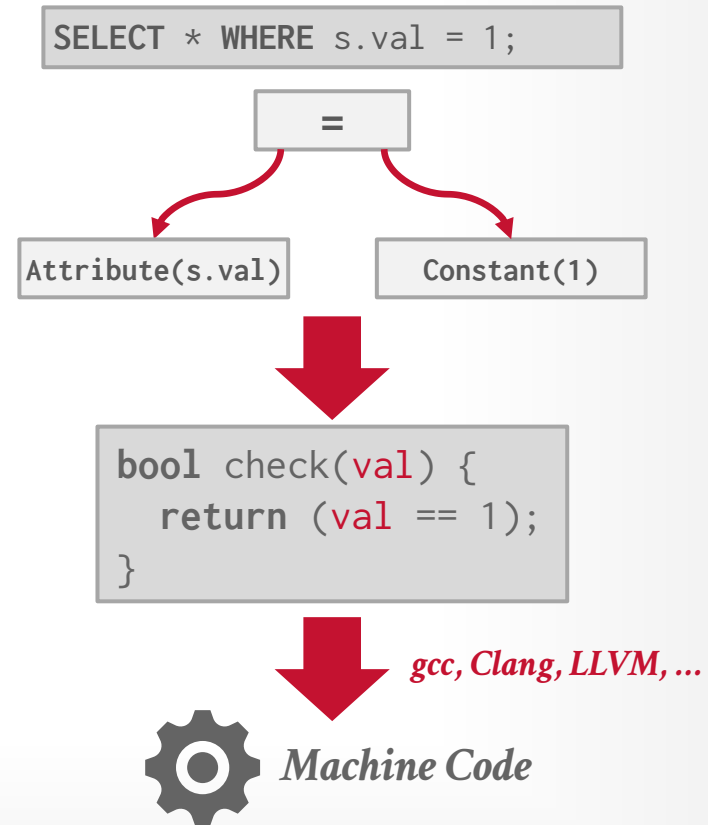 SELECT * WHERE s.val = 1;
=
Attribute(s.val)
Constant(1)
bool check(val) {
return (val == 1);
}
gcc, Clang, LLVM, ...
Machine Code